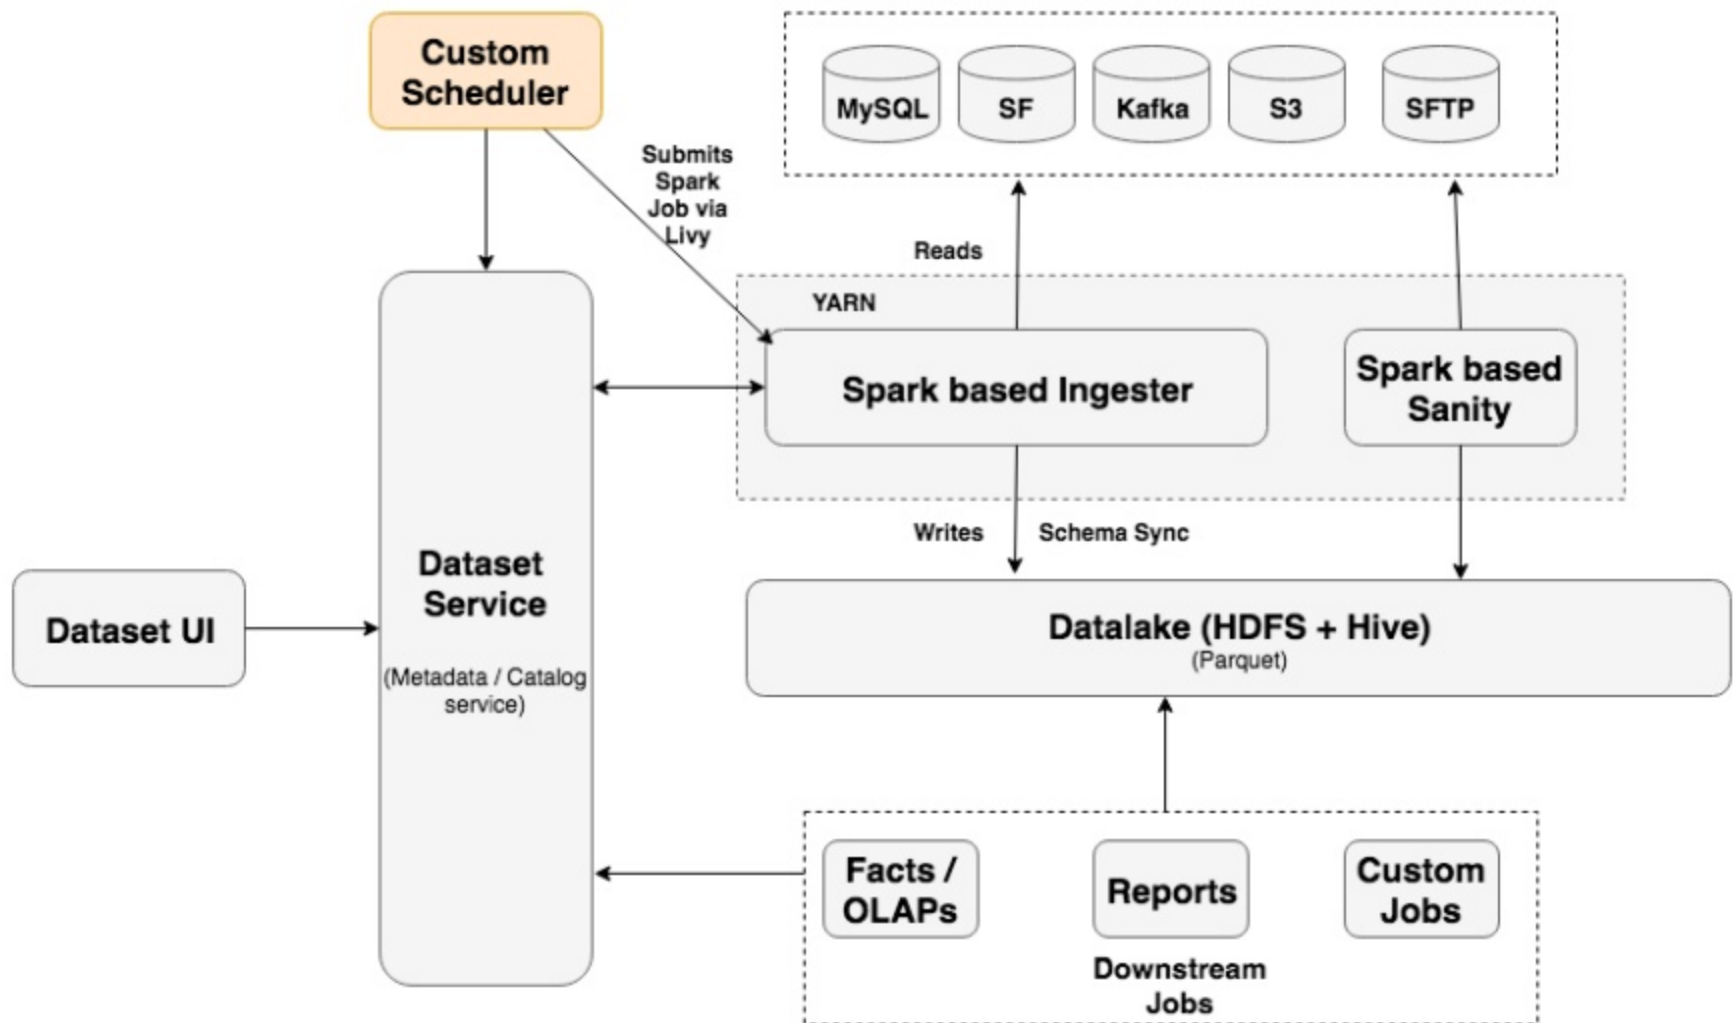 Custom
Scheduler
MySQL
SF
Kafka
S3
SFTP
Submits
Spark
Job via
Livy
Reads
YARN
Spark based Ingester
Spark based
Sanity
Writes
Schema Sync
Dataset
Service
(Metadata / Catalog
service)
Dataset UI
Datalake (HDFS + Hive)
(Parquet)
Facts /
OLAPs
Reports
Custom
Jobs
Downstream
Jobs